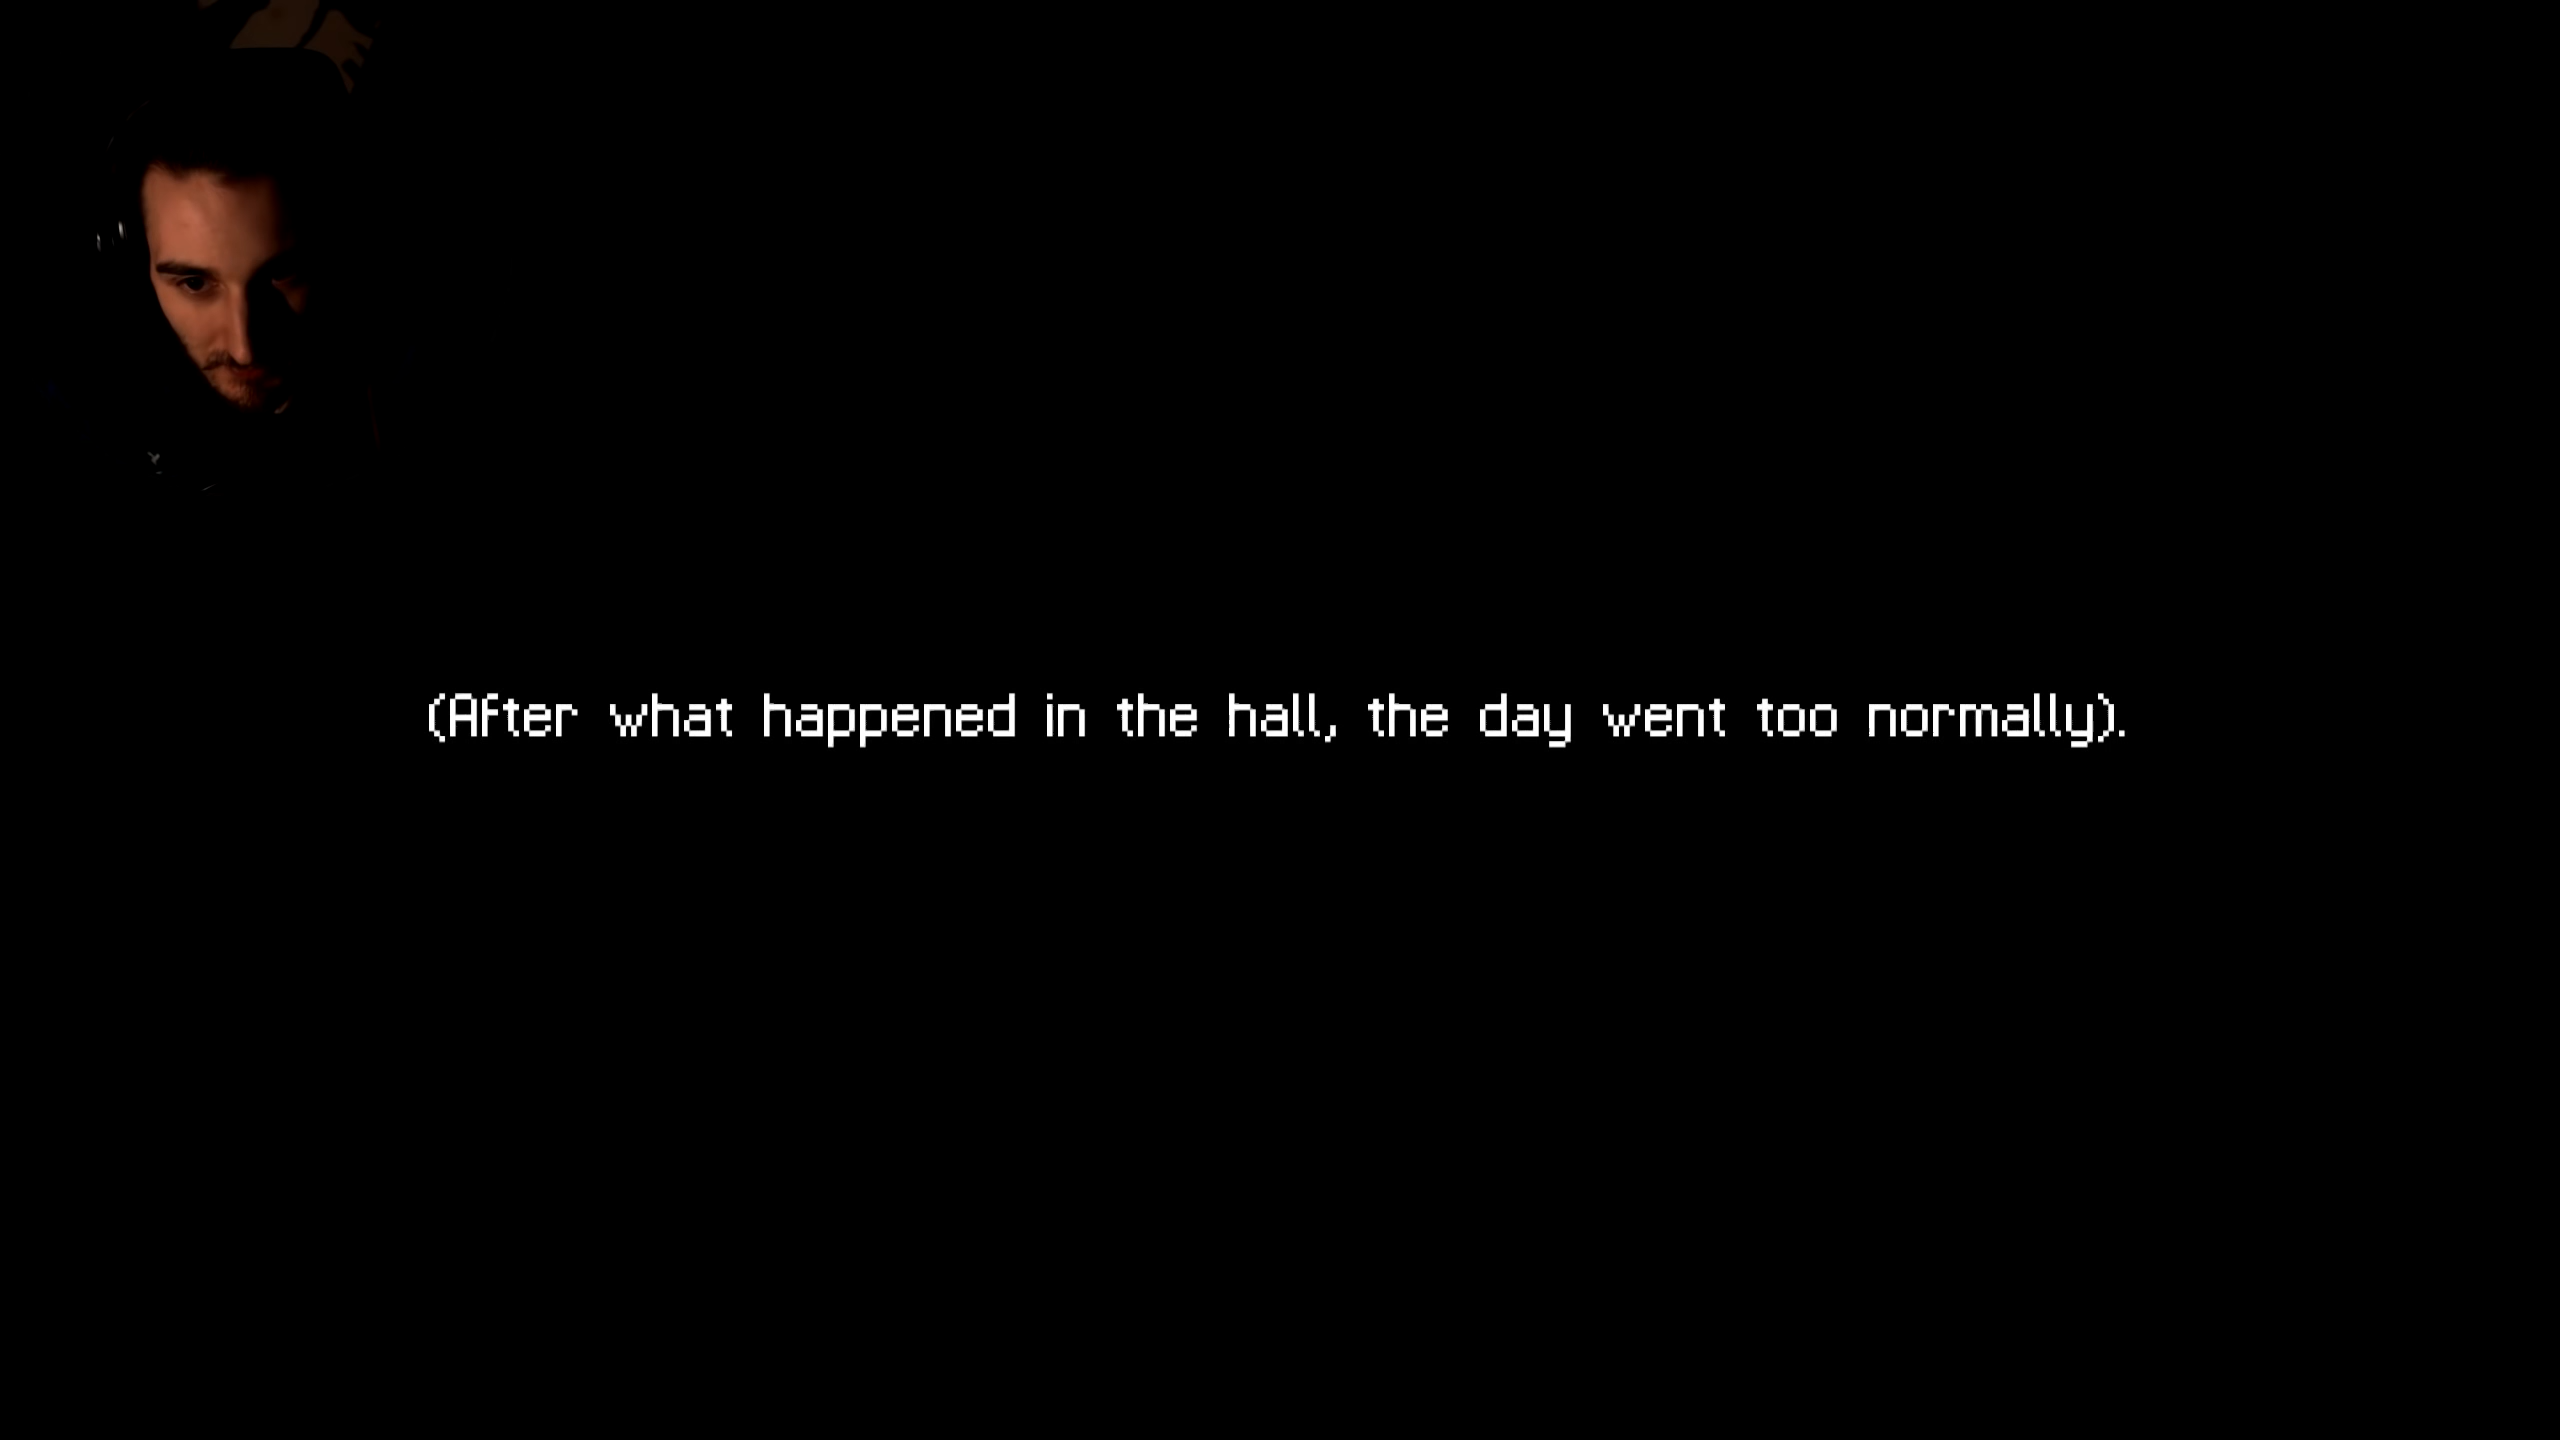 (After what happened in the hall, the day went too normally).